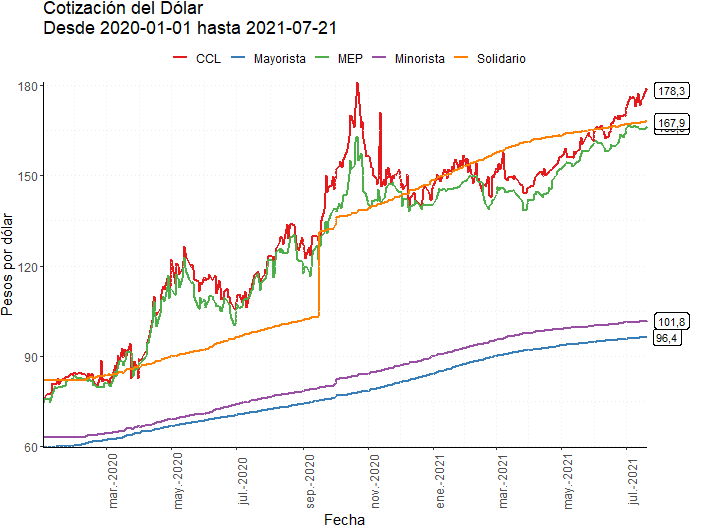 Cotización del Dólar
Desde 2020-01-01 hasta 2021-07-21
CCL Mayorista MEP Minorista Solidario
Pesos por dólar
180
150
120
90
60
178,3
167,9
101,8
96,4
mar.-2020
may.-2020
jul.-2020
sep.-2020
nov.-2020
ene.-2021
mar.-2021
may.-2021
jul.-2021
Fecha